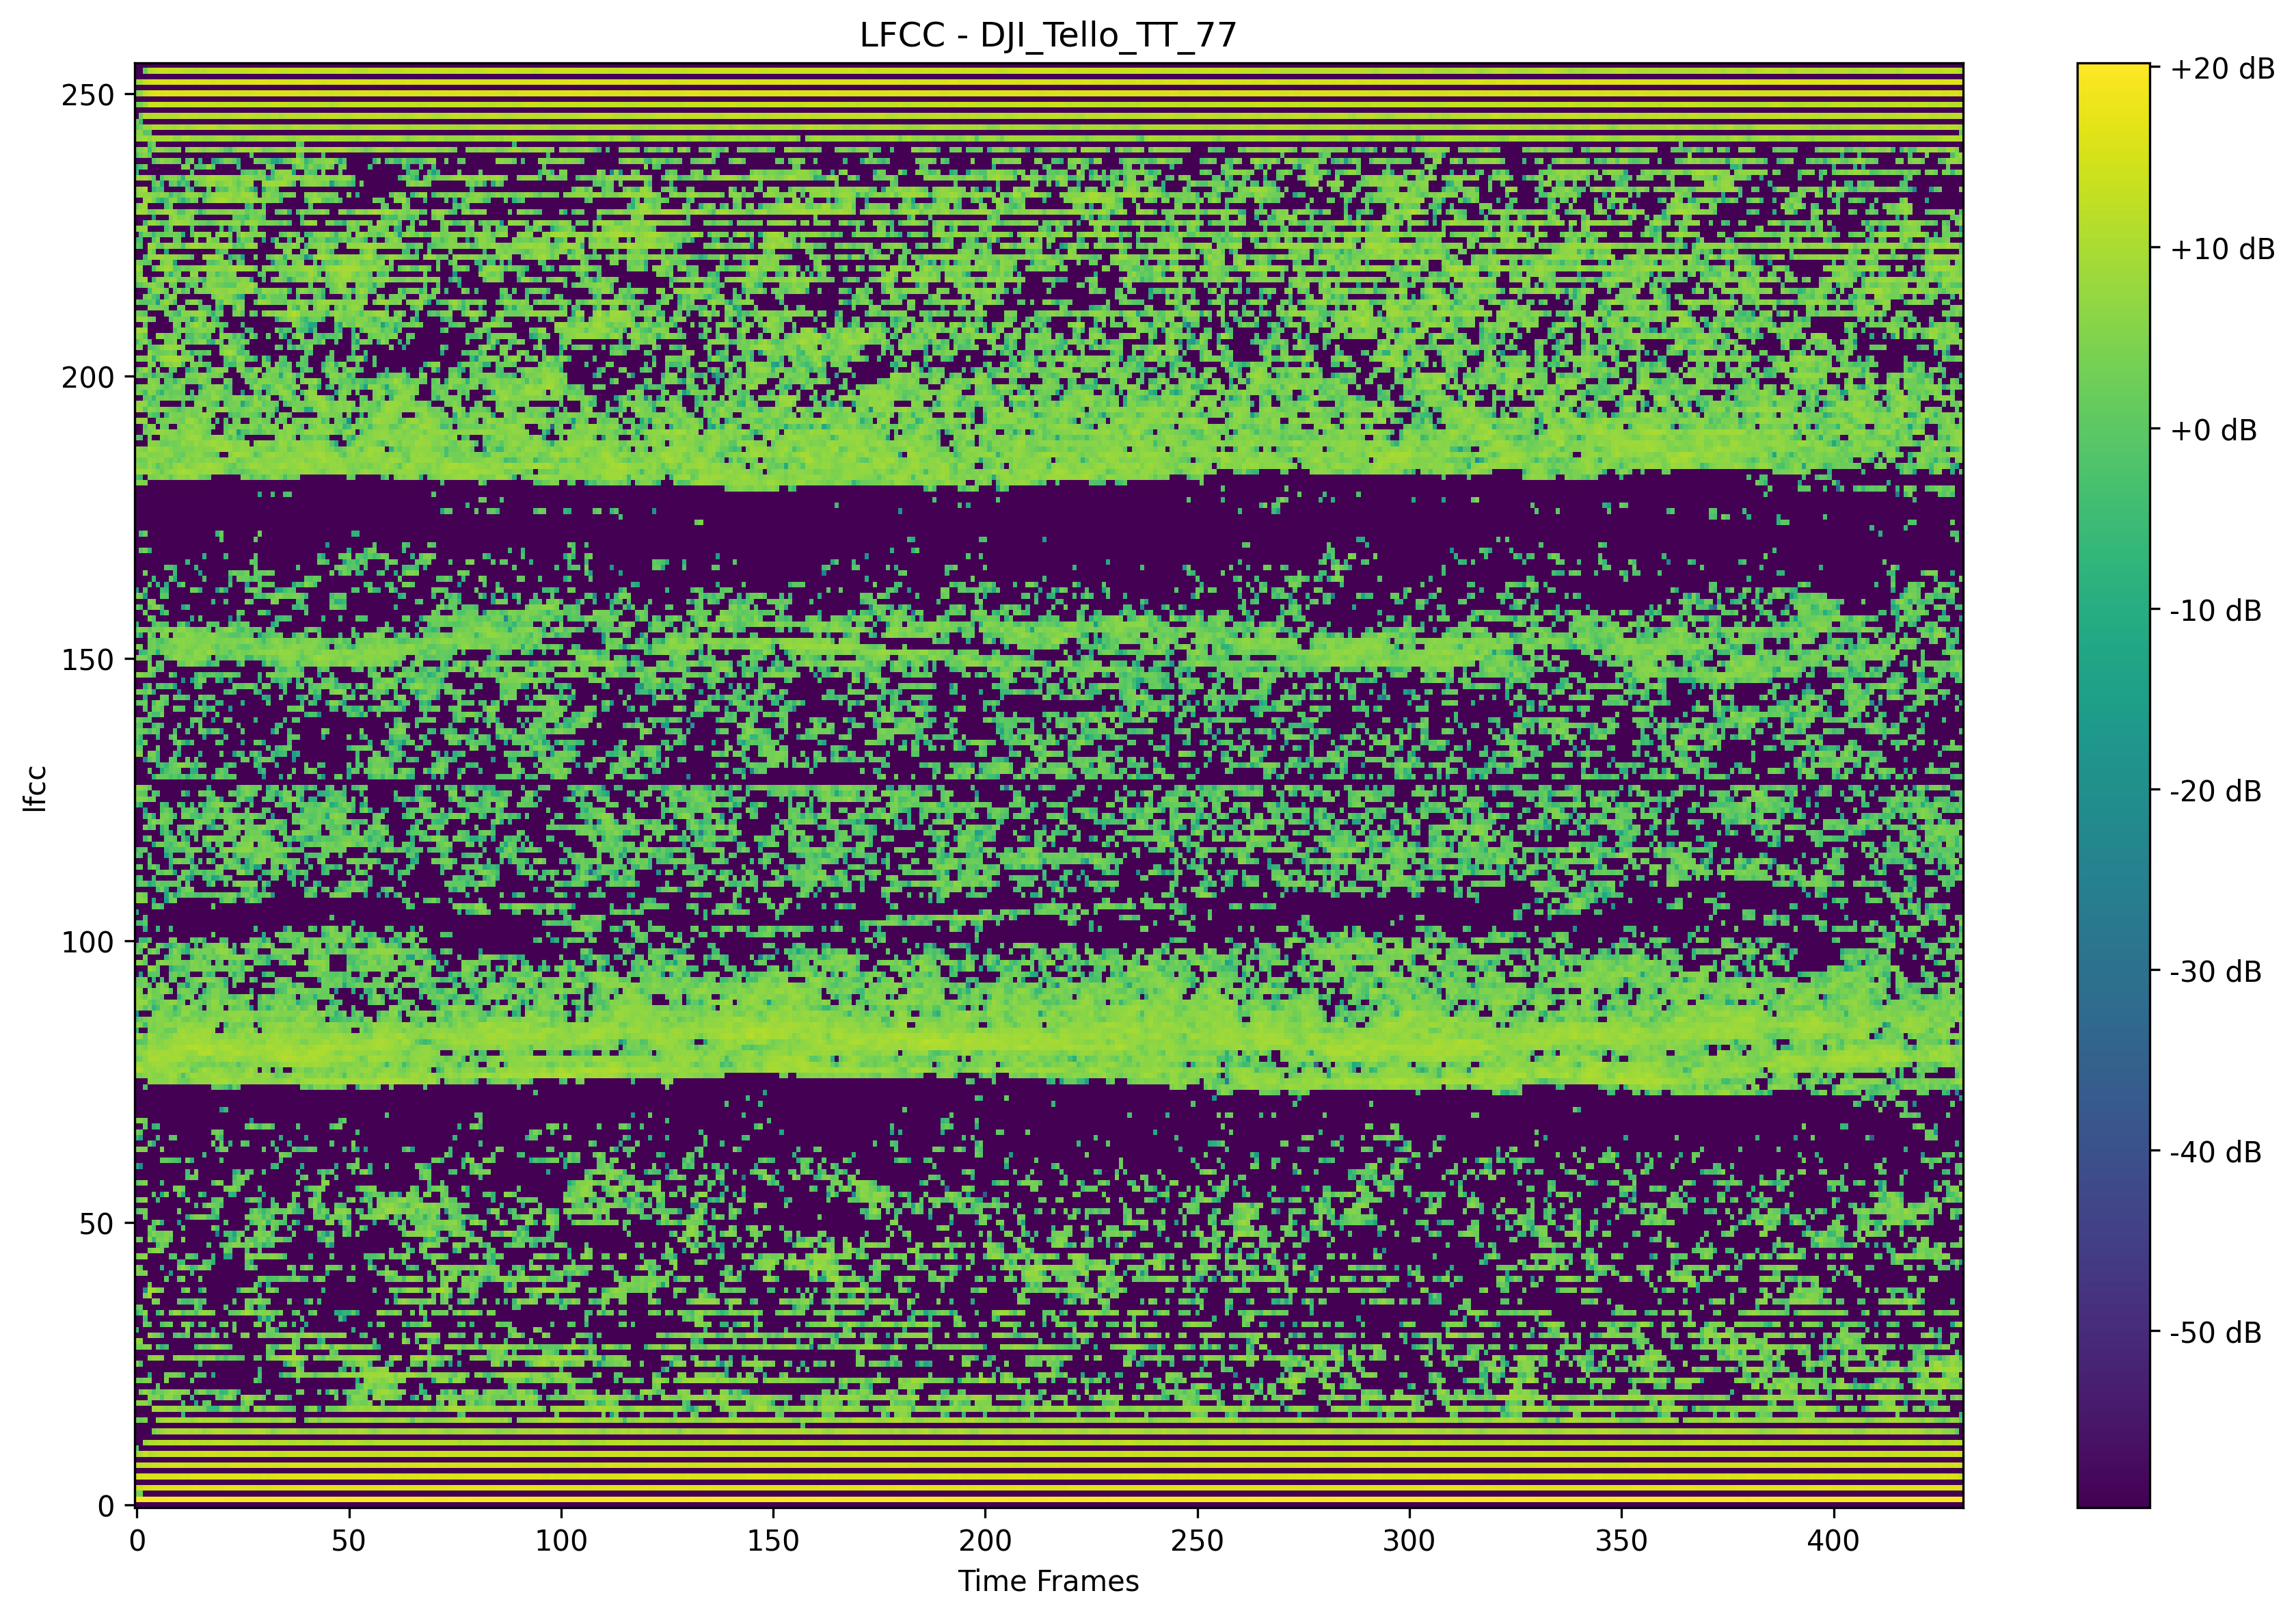 LFCC - DJI_Tello_TT_77
lfcc
250
200
150
100
50
0
0 50 100 150 200 250 300 350 400
Time Frames
+20 dB
+10 dB
+0 dB
-10 dB
-20 dB
-30 dB
-40 dB
-50 dB